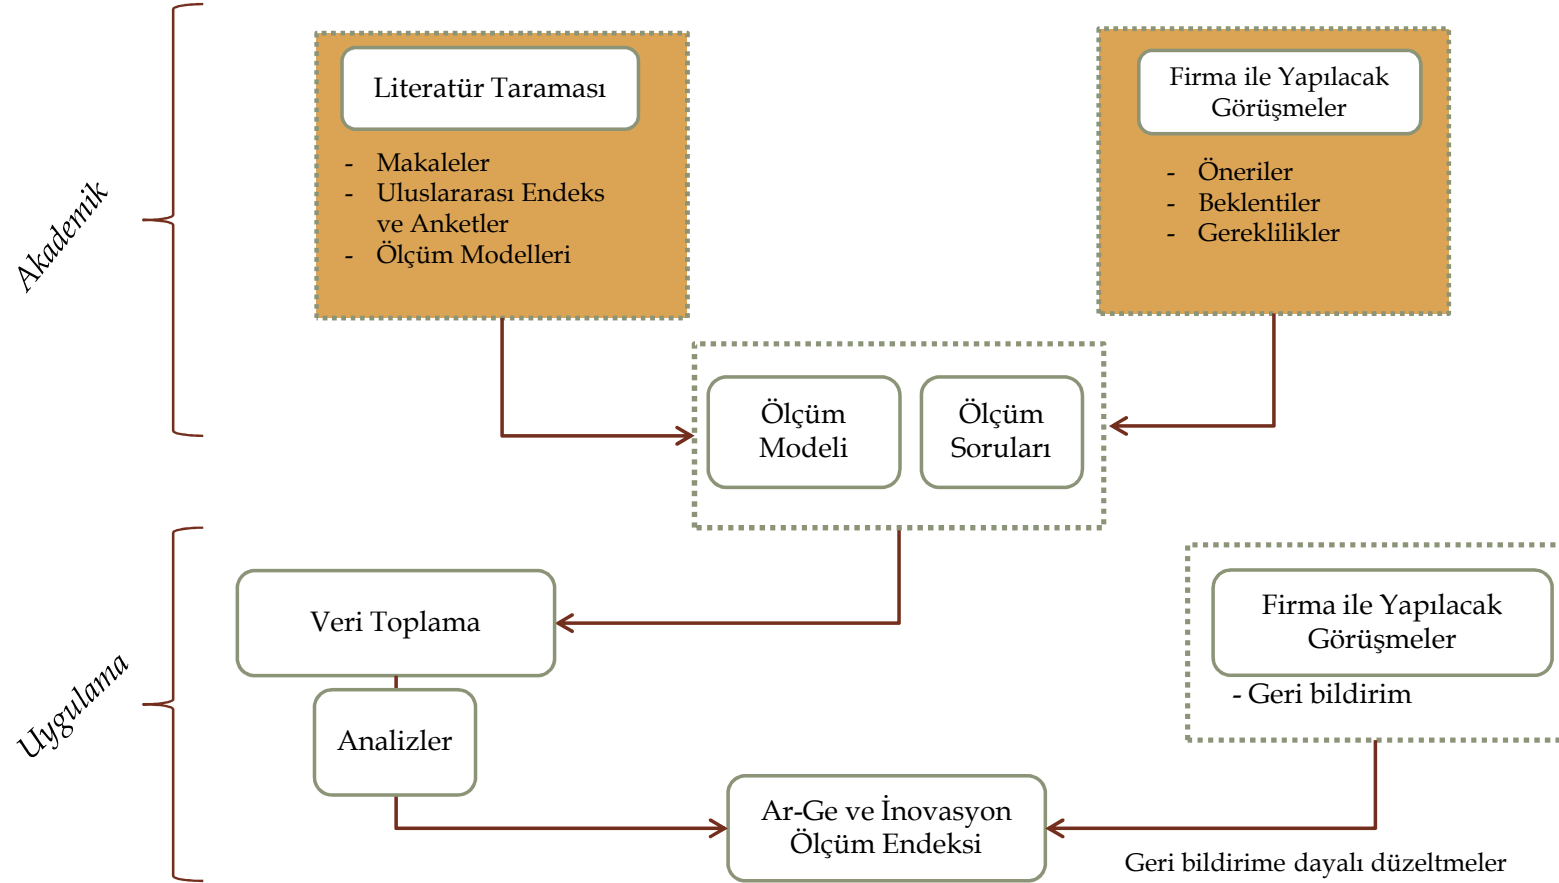 Akademik
Literatür Taraması
- Makaleler
- Uluslararası Endeks
ve Anketler
- Ölçüm Modelleri
Firma ile Yapılacak
Görüşmeler
- Öneriler
- Beklentiler
- Gereklilikler
Ölçüm
Modeli
Ölçüm
Soruları
Uygulama
Veri Toplama
Analizler
Firma ile Yapılacak
Görüşmeler
- Geri bildirim
Ar-Ge ve İnovasyon
Ölçüm Endeksi
Geri bildirime dayalı düzeltmeler